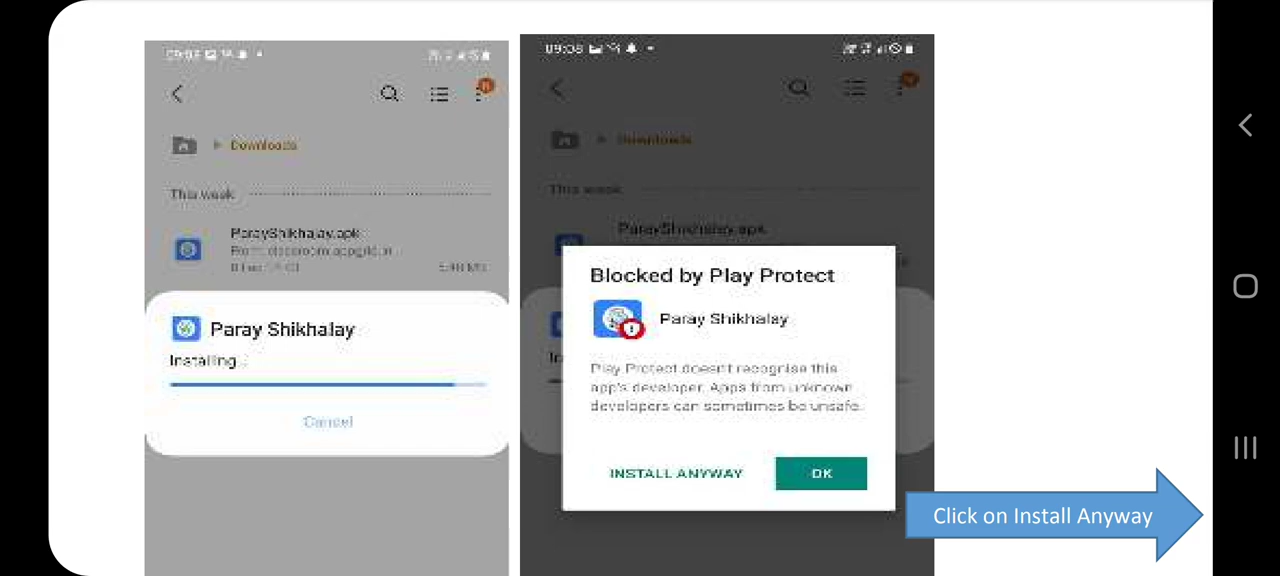 Downloads
This week
ParayShikhalay.apk
Paray Shikhalay
Installing...
Cancel
09:08
Downloads
This week
ParayShikhalay.apk
Blocked by Play Protect
Paray Shikhalay
Play Protect doesn't recognise this
app's developer. Apps from unknown
developers can sometimes be unsafe.
INSTALL ANYWAY OK
Click on Install Anyway